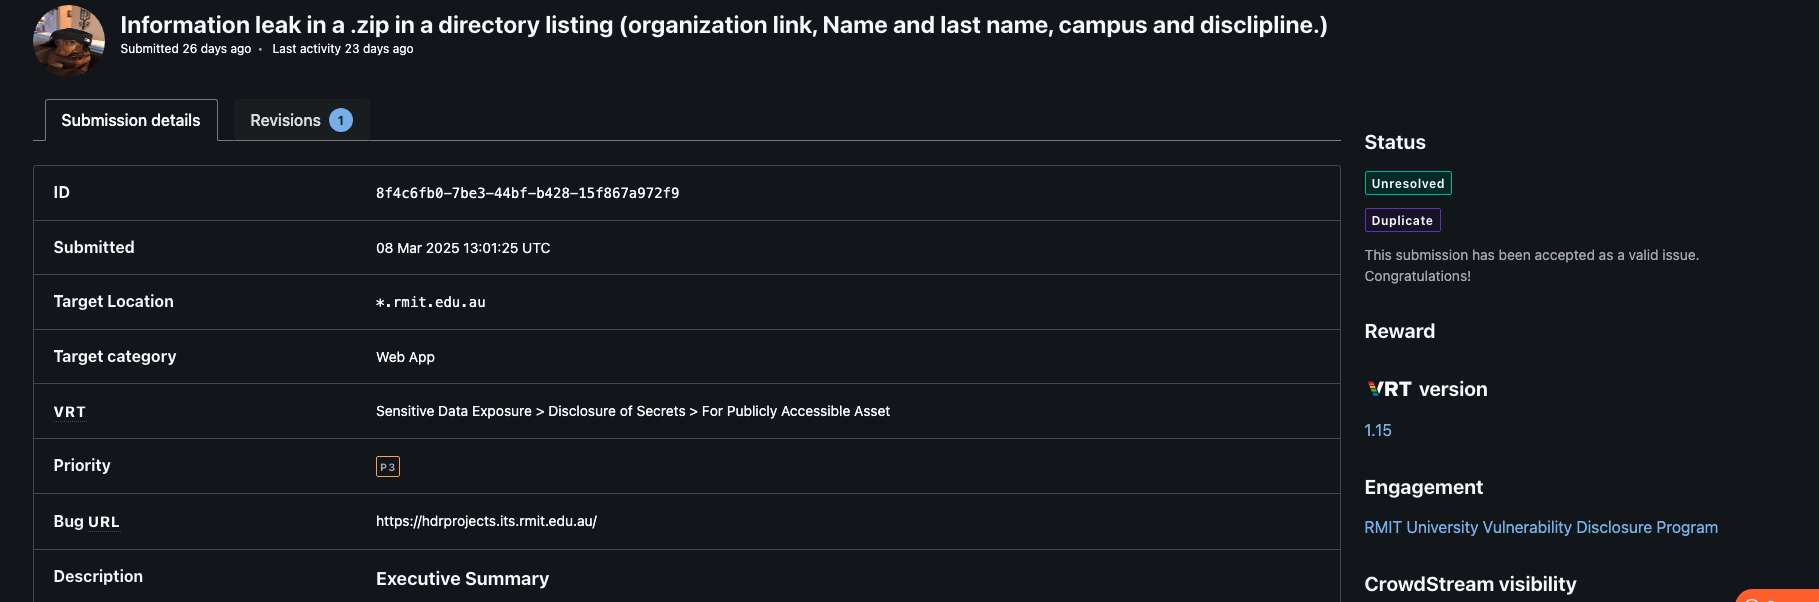 Information leak in a .zip in a directory listing (organization link, Name and last name, campus and disclipline.)
Submitted 26 days ago • Last activity 23 days ago
Submission details
Revisions 1
ID 8f4c6fb0-7be3-44bf-b428-15f867a972f9
Submitted 08 Mar 2025 13:01:25 UTC
Target Location *.rmit.edu.au
Target category Web App
VRT Sensitive Data Exposure > Disclosure of Secrets > For Publicly Accessible Asset
Priority P3
Bug URL https://hdrprojects.its.rmit.edu.au/
Description Executive Summary
Status
Unresolved
Duplicate
This submission has been accepted as a valid issue.
Congratulations!
Reward
VRT version
1.15
Engagement
RMIT University Vulnerability Disclosure Program
CrowdStream visibility